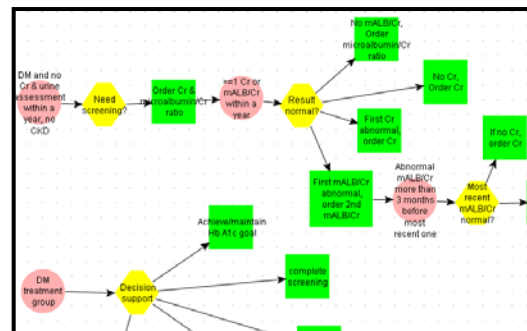 No mALB/Cr,
Order
microalbumin/Cr
ratio
DM and no
Cr & urine
assessment
within a
year, no
CKD
Need
screening?
Order Cr &
microalbumin/Cr
ratio
>=1 Cr or
mALB/Cr
within a
year
Result
normal?
No Cr,
Order Cr
First Cr
abnormal,
order Cr
First mALB/Cr
abnormal,
order 2nd
mALB/Cr
Abnormal
mALB/Cr
more than
3 months
before
most
recent one
Most
recent
mALB/Cr
normal?
If no Cr,
order Cr
Achieve/maintain
Hb A1c goal
DM
treatment
group
Decision
support
complete
screening